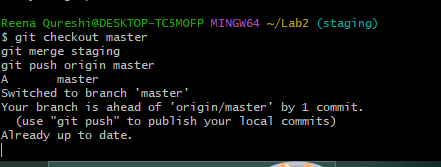 Reena Qureshi@DESKTOP-TC5MOFP MINGW64 ~/Lab2 (staging)
$ git checkout master
git merge staging
git push origin master
A       master
Switched to branch 'master'
Your branch is ahead of 'origin/master' by 1 commit.
  (use "git push" to publish your local commits)
Already up to date.